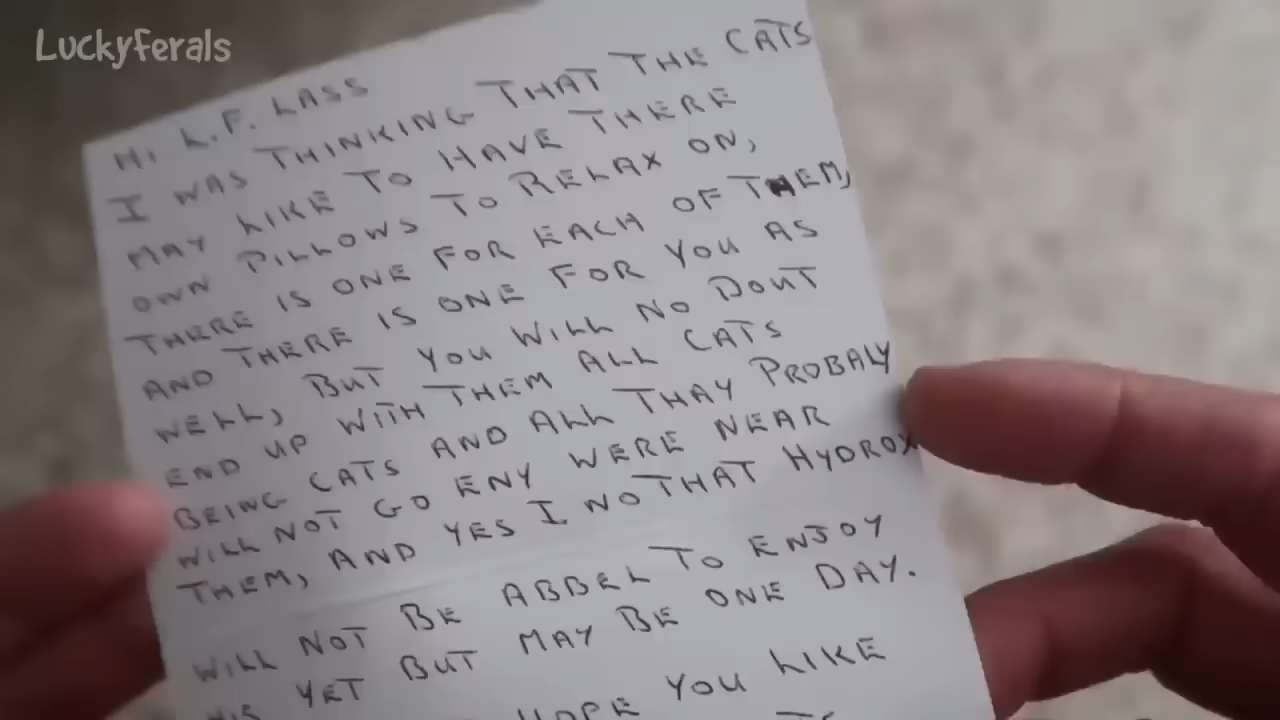 LuckyFerals
Hi L.F. LASS
I WAS THINKING THAT THE CATS
MAY LIKE TO HAVE THERE
OWN PILLOWS TO RELAX ON,
THERE IS ONE FOR EACH OF THEM,
AND THERE IS ONE FOR YOU AS
WELL, BUT YOU WILL NO DOUT
END UP WITH THEM ALL CATS
BEING CATS AND ALL THAY PROBALY
WILL NOT GO ENY WERE NEAR
THEM, AND YES I NO THAT HYDROX
WILL NOT BE ABBEL TO ENJOY
HIS YET BUT MAY BE ONE DAY.
HOPE YOU LIKE